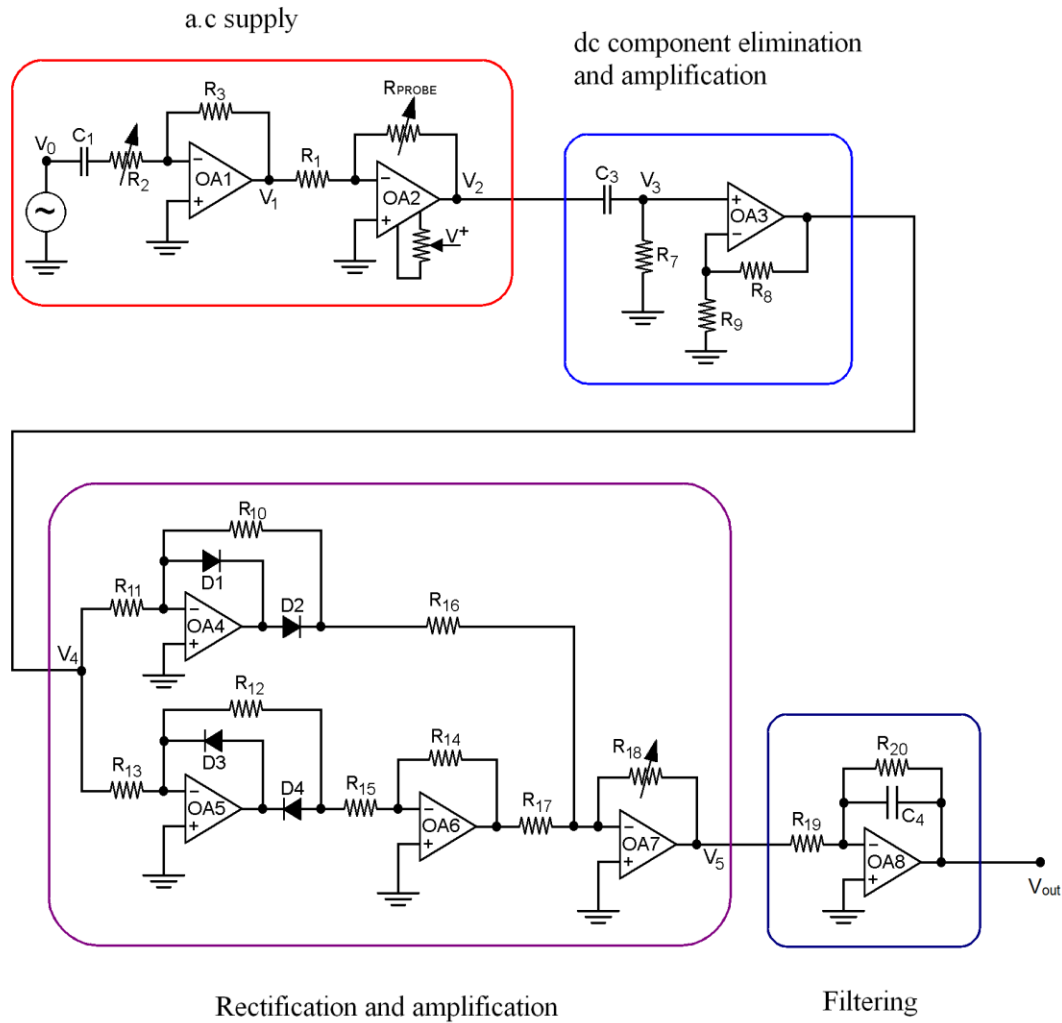 a.c supply
dc component elimination
and amplification
V0
C1
R2
R3
−
+
OA1
V1
R1
RPROBE
−
+
OA2
V+
V2
C3
V3
R7
+
−
OA3
R8
R9
V4
R11
R10
D1
D2
−
+
OA4
R16
R13
R12
D3
D4
−
+
OA5
R15
R14
−
+
OA6
R17
R18
−
+
OA7
V5
R19
R20
C4
−
+
OA8
Vout
Rectification and amplification
Filtering